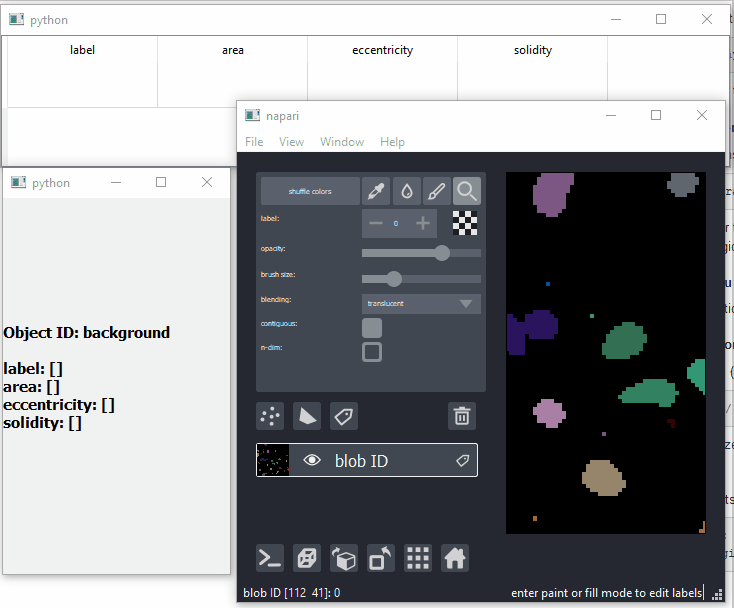 python
label area eccentricity solidity
napari
File View Window Help
python
shuffle colors
label: 0
opacity:
brush size:
blending: translucent
contiguous:
n-dim:
Object ID: background
label: []
area: []
eccentricity: []
solidity: []
blob ID
blob ID [112 41]: 0
enter paint or fill mode to edit labels